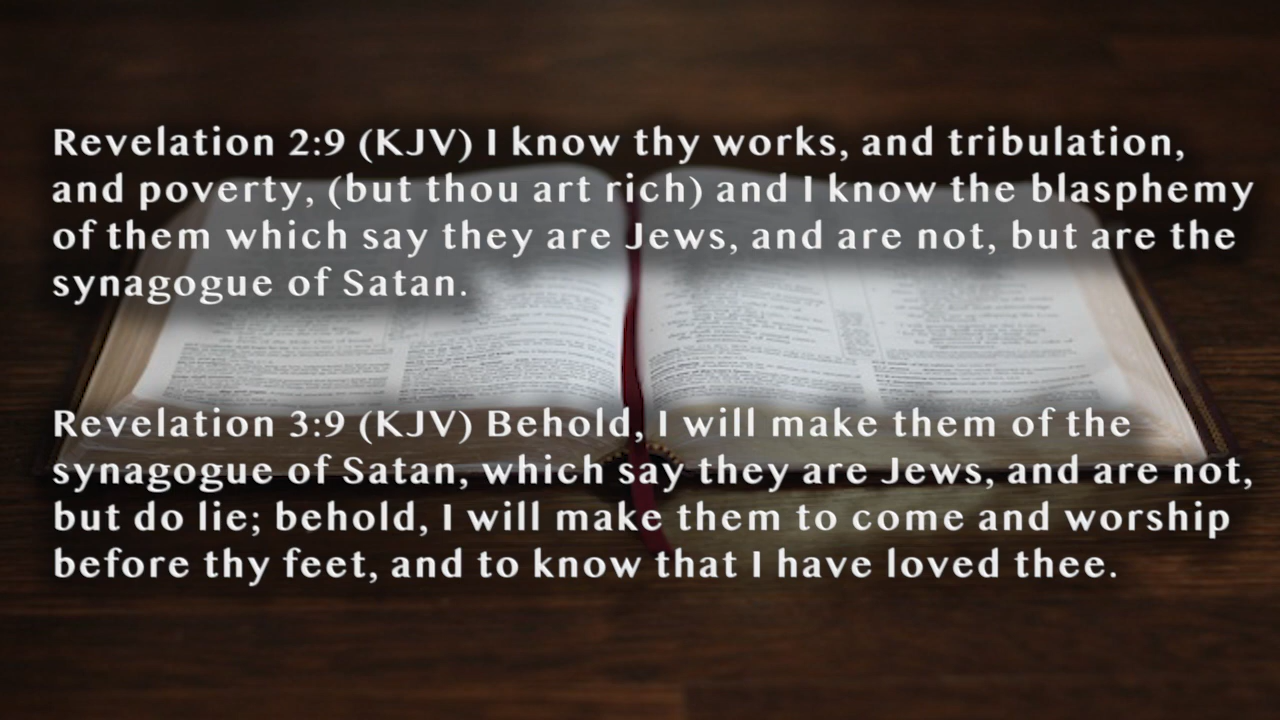 Revelation 2:9 (KJV) I know thy works, and tribulation,
and poverty, (but thou art rich) and I know the blasphemy
of them which say they are Jews, and are not, but are the
synagogue of Satan.
Revelation 3:9 (KJV) Behold, I will make them of the
synagogue of Satan, which say they are Jews, and are not,
but do lie; behold, I will make them to come and worship
before thy feet, and to know that I have loved thee.